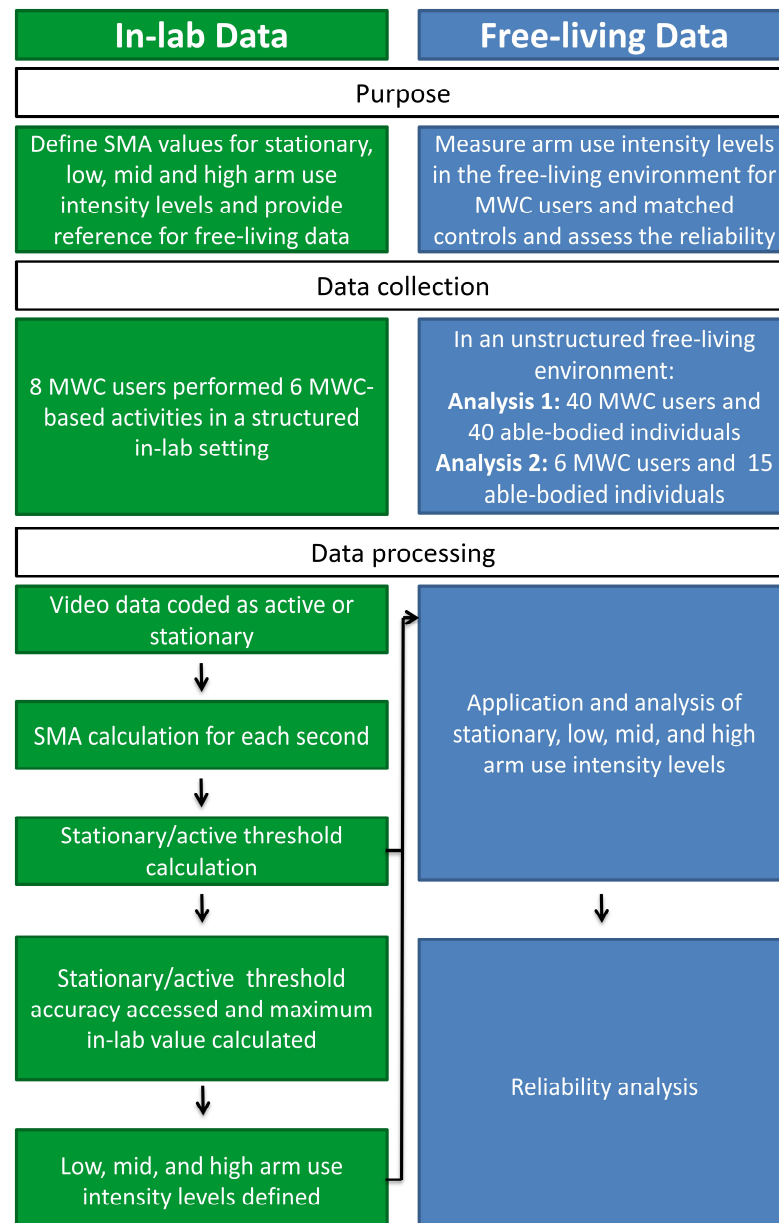 In-lab Data
Free-living Data
Purpose
Define SMA values for stationary,
low, mid and high arm use
intensity levels and provide
reference for free-living data
Measure arm use intensity levels
in the free-living environment for
MWC users and matched
controls and assess the reliability
Data collection
8 MWC users performed 6 MWC-
based activities in a structured
in-lab setting
In an unstructured free-living
environment:
Analysis 1: 40 MWC users and
40 able-bodied individuals
Analysis 2: 6 MWC users and 15
able-bodied individuals
Data processing
Video data coded as active or
stationary
SMA calculation for each second
Stationary/active threshold
calculation
Stationary/active threshold
accuracy accessed and maximum
in-lab value calculated
Low, mid, and high arm use
intensity levels defined
Application and analysis of
stationary, low, mid, and high
arm use intensity levels
Reliability analysis